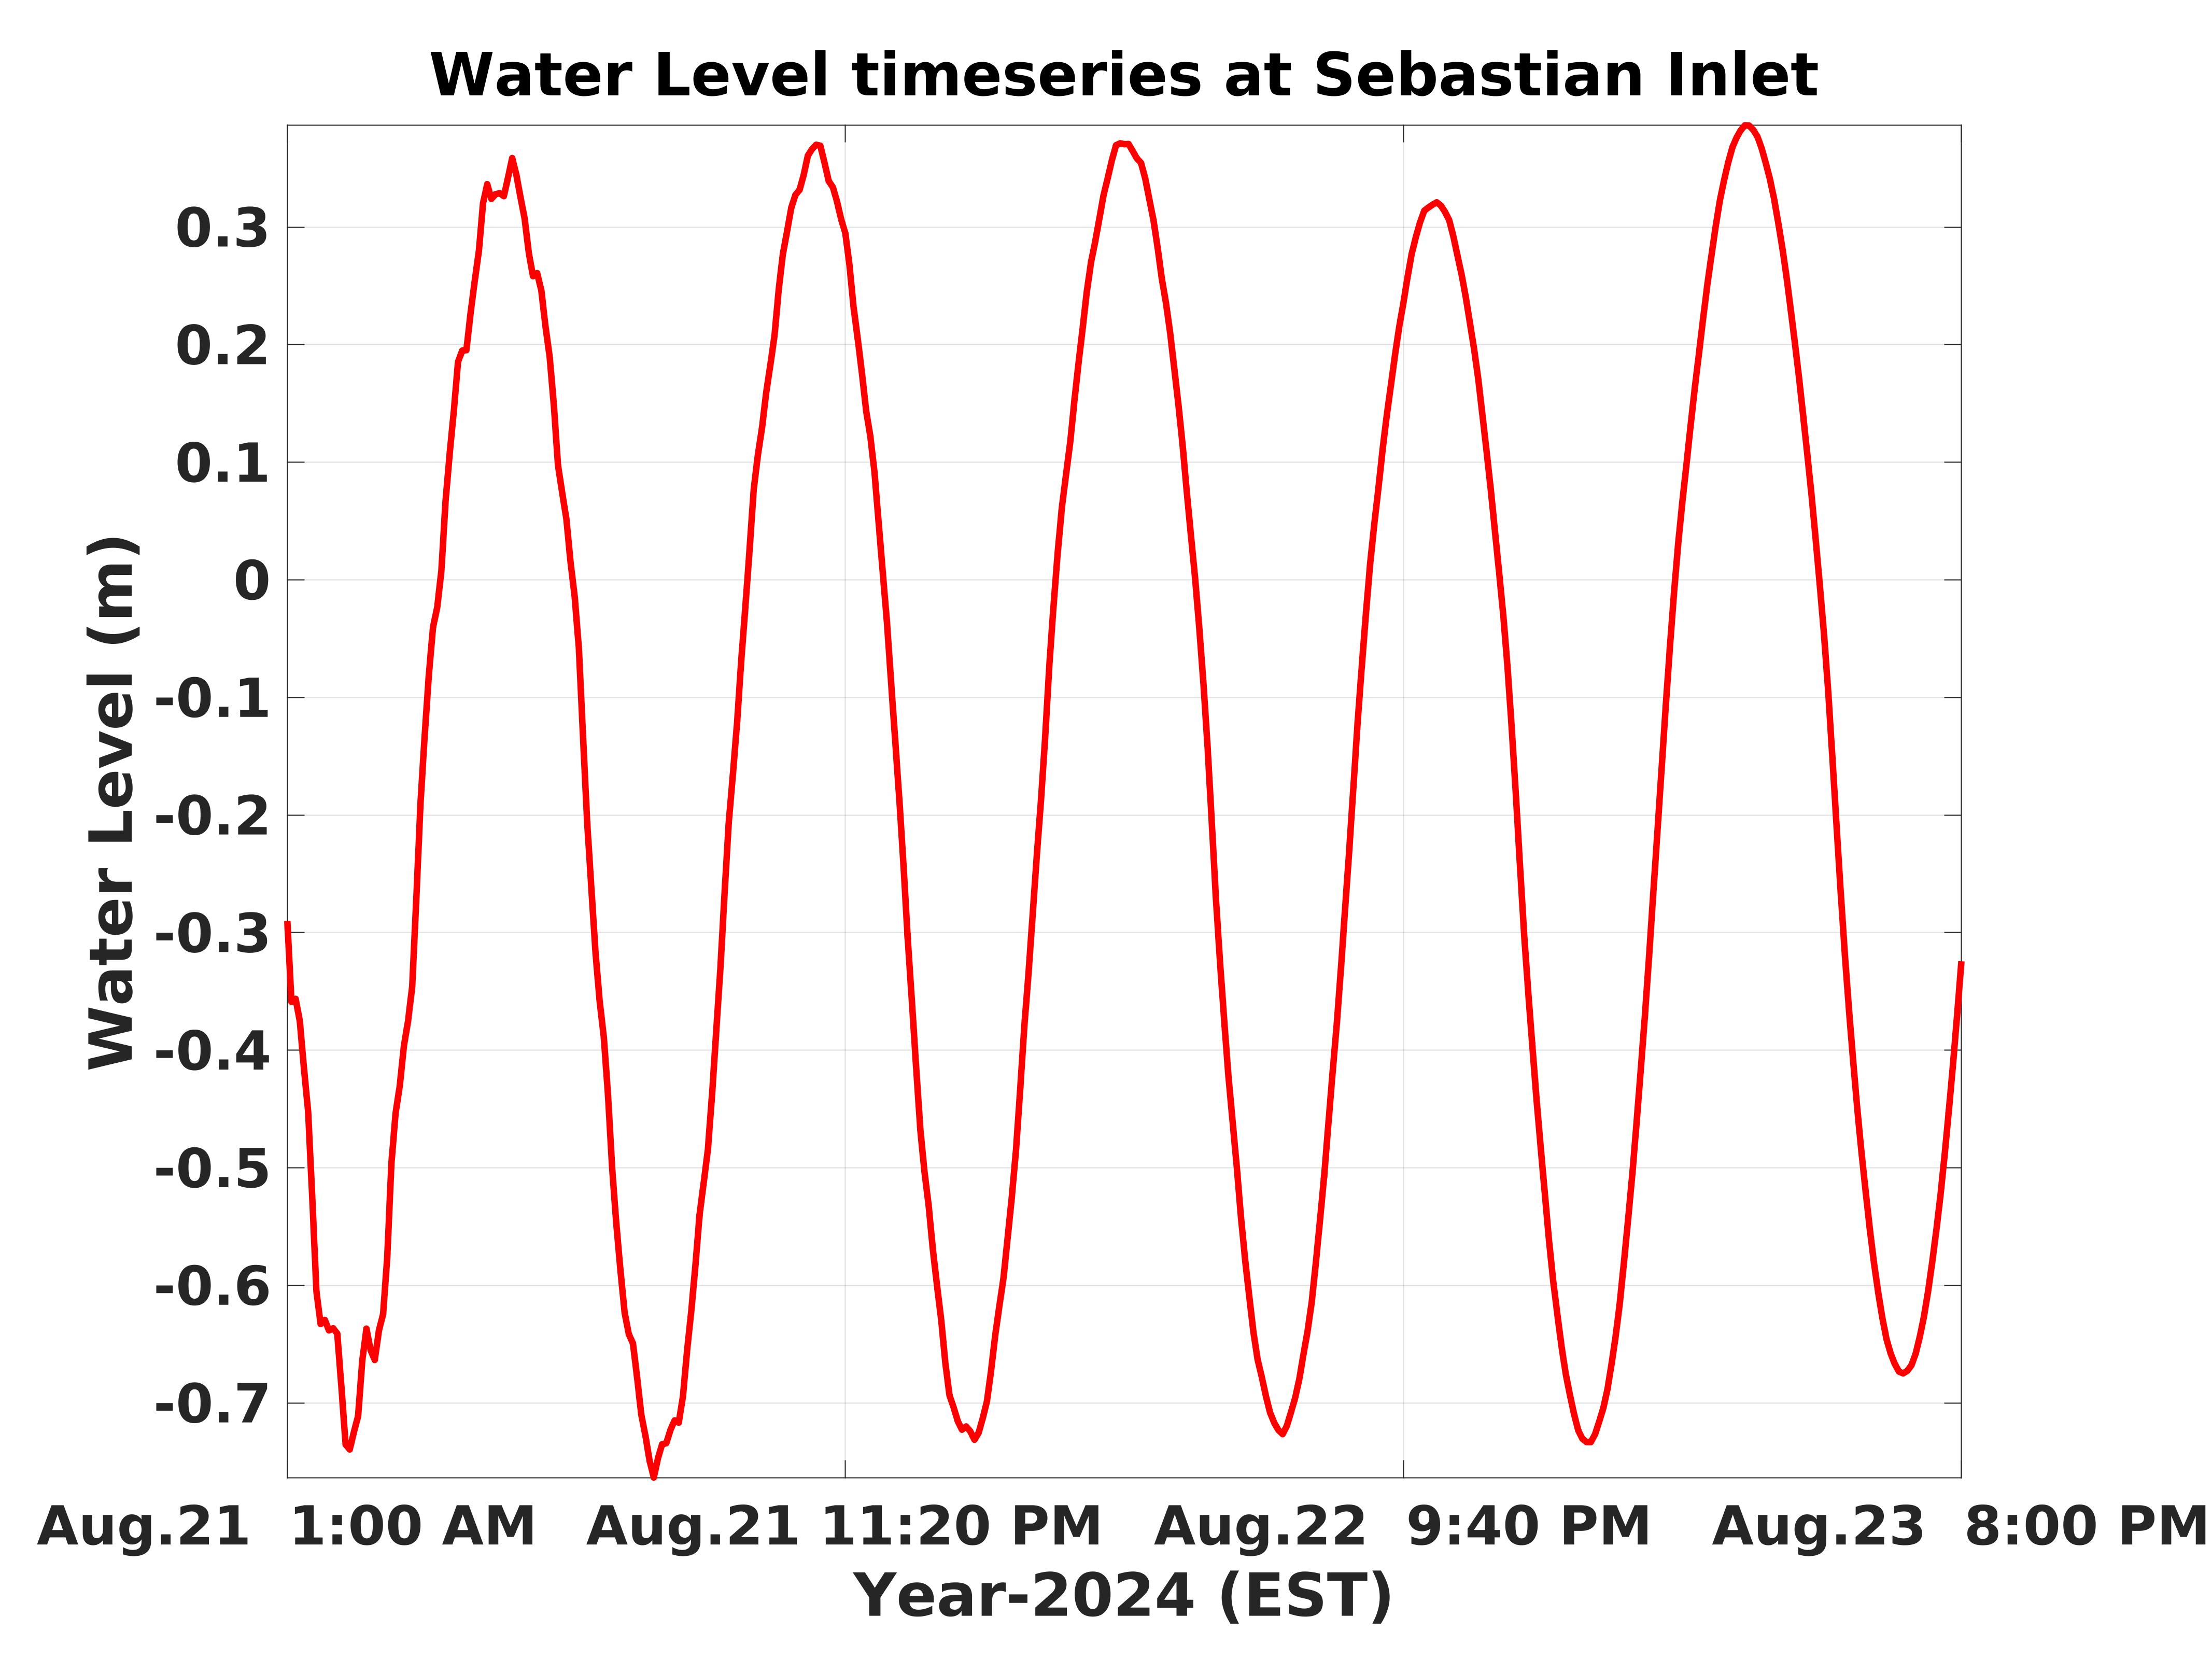 Water Level timeseries at Sebastian Inlet
Water Level (m)
0.3
0.2
0.1
0
-0.1
-0.2
-0.3
-0.4
-0.5
-0.6
-0.7
Aug.21  1:00 AM
Aug.21 11:20 PM
Aug.22  9:40 PM
Aug.23  8:00 PM
Year-2024 (EST)